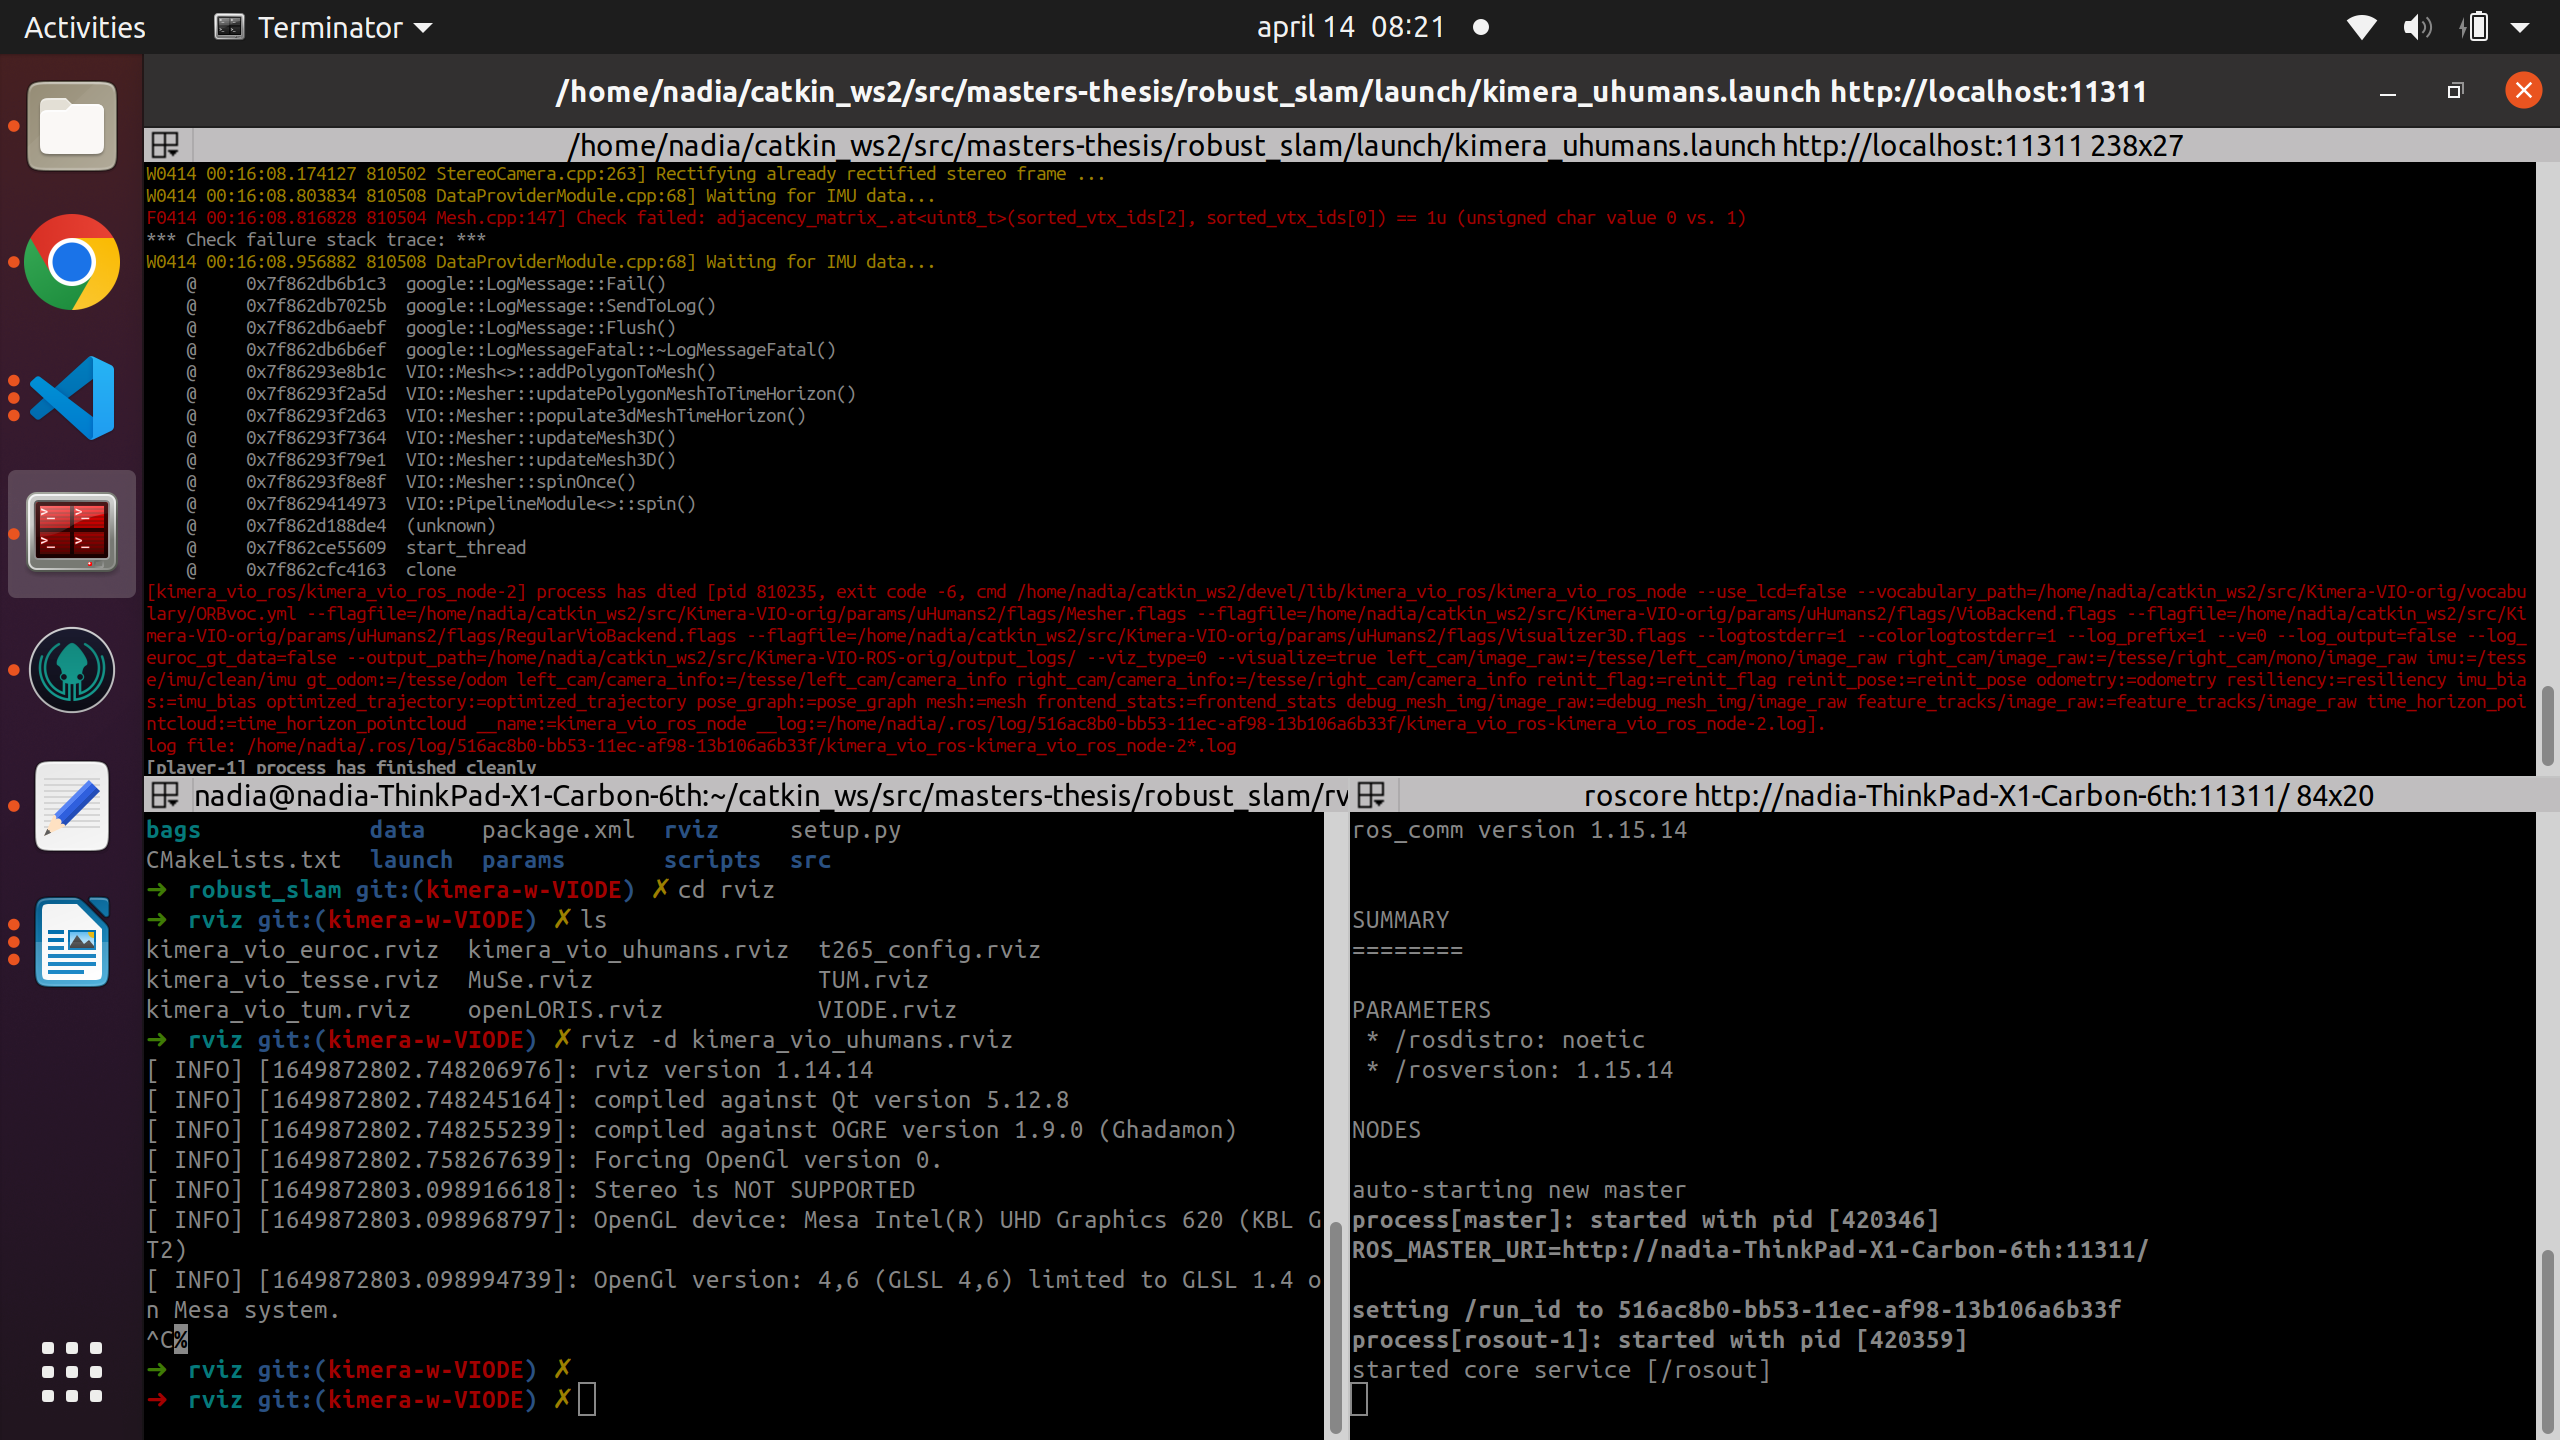 Activities
Terminator
april 14 08:21
/home/nadia/catkin_ws2/src/masters-thesis/robust_slam/launch/kimera_uhumans.launch http://localhost:11311
/home/nadia/catkin_ws2/src/masters-thesis/robust_slam/launch/kimera_uhumans.launch http://localhost:11311 238x27
W0414 00:16:08.174127 810502 StereoCamera.cpp:263] Rectifying already rectified stereo frame ...
W0414 00:16:08.803834 810508 DataProviderModule.cpp:68] Waiting for IMU data...
F0414 00:16:08.816828 810504 Mesh.cpp:147] Check failed: adjacency_matrix_.at<uint8_t>(sorted_vtx_ids[2], sorted_vtx_ids[0]) == 1u (unsigned char value 0 vs. 1)
*** Check failure stack trace: ***
W0414 00:16:08.956882 810508 DataProviderModule.cpp:68] Waiting for IMU data...
@ 0x7f862db6b1c3 google::LogMessage::Fail()
@ 0x7f862db7025b google::LogMessage::SendToLog()
@ 0x7f862db6aebf google::LogMessage::Flush()
@ 0x7f862db6b6ef google::LogMessageFatal::~LogMessageFatal()
@ 0x7f86293e8b1c VIO::Mesh<>::addPolygonToMesh()
@ 0x7f86293f2a5d VIO::Mesher::updatePolygonMeshToTimeHorizon()
@ 0x7f86293f2d63 VIO::Mesher::populate3dMeshTimeHorizon()
@ 0x7f86293f7364 VIO::Mesher::updateMesh3D()
@ 0x7f86293f79e1 VIO::Mesher::updateMesh3D()
@ 0x7f86293f8e8f VIO::Mesher::spinOnce()
@ 0x7f8629414973 VIO::PipelineModule<>::spin()
@ 0x7f862d188de4 (unknown)
@ 0x7f862ce55609 start_thread
@ 0x7f862cfc4163 clone
[kimera_vio_ros/kimera_vio_ros_node-2] process has died [pid 810235, exit code -6, cmd /home/nadia/catkin_ws2/devel/lib/kimera_vio_ros/kimera_vio_ros_node --use_lcd=false --vocabulary_path=/home/nadia/catkin_ws2/src/Kimera-VIO-orig/vocabu
lary/ORBvoc.yml --flagfile=/home/nadia/catkin_ws2/src/Kimera-VIO-orig/params/uHumans2/flags/Mesher.flags --flagfile=/home/nadia/catkin_ws2/src/Kimera-VIO-orig/params/uHumans2/flags/VioBackend.flags --flagfile=/home/nadia/catkin_ws2/src/Ki
mera-VIO-orig/params/uHumans2/flags/RegularVioBackend.flags --flagfile=/home/nadia/catkin_ws2/src/Kimera-VIO-orig/params/uHumans2/flags/Visualizer3D.flags --logtostderr=1 --colorlogtostderr=1 --log_prefix=1 --v=0 --log_output=false --log_
euroc_gt_data=false --output_path=/home/nadia/catkin_ws2/src/Kimera-VIO-ROS-orig/output_logs/ --viz_type=0 --visualize=true left_cam/image_raw:=/tesse/left_cam/mono/image_raw right_cam/image_raw:=/tesse/right_cam/mono/image_raw imu:=/tess
e/imu/clean/imu gt_odom:=/tesse/odom left_cam/camera_info:=/tesse/left_cam/camera_info right_cam/camera_info:=/tesse/right_cam/camera_info reinit_flag:=reinit_flag reinit_pose:=reinit_pose odometry:=odometry resiliency:=resiliency imu_bia
s:=imu_bias optimized_trajectory:=optimized_trajectory pose_graph:=pose_graph mesh:=mesh frontend_stats:=frontend_stats debug_mesh_img/image_raw:=debug_mesh_img/image_raw feature_tracks/image_raw:=feature_tracks/image_raw time_horizon_poi
ntcloud:=time_horizon_pointcloud __name:=kimera_vio_ros_node __log:=/home/nadia/.ros/log/516ac8b0-bb53-11ec-af98-13b106a6b33f/kimera_vio_ros-kimera_vio_ros_node-2.log].
log file: /home/nadia/.ros/log/516ac8b0-bb53-11ec-af98-13b106a6b33f/kimera_vio_ros-kimera_vio_ros_node-2*.log
[player-1] process has finished cleanly
nadia@nadia-ThinkPad-X1-Carbon-6th:~/catkin_ws/src/masters-thesis/robust_slam/rv
bags data package.xml rviz setup.py
CMakeLists.txt launch params scripts src
➜ robust_slam git:(kimera-w-VIODE) ✗ cd rviz
➜ rviz git:(kimera-w-VIODE) ✗ ls
kimera_vio_euroc.rviz kimera_vio_uhumans.rviz t265_config.rviz
kimera_vio_tesse.rviz MuSe.rviz TUM.rviz
kimera_vio_tum.rviz openLORIS.rviz VIODE.rviz
➜ rviz git:(kimera-w-VIODE) ✗ rviz -d kimera_vio_uhumans.rviz
[ INFO] [1649872802.748206976]: rviz version 1.14.14
[ INFO] [1649872802.748245164]: compiled against Qt version 5.12.8
[ INFO] [1649872802.748255239]: compiled against OGRE version 1.9.0 (Ghadamon)
[ INFO] [1649872802.758267639]: Forcing OpenGl version 0.
[ INFO] [1649872803.098916618]: Stereo is NOT SUPPORTED
[ INFO] [1649872803.098968797]: OpenGL device: Mesa Intel(R) UHD Graphics 620 (KBL G
T2)
[ INFO] [1649872803.098994739]: OpenGl version: 4,6 (GLSL 4,6) limited to GLSL 1.4 o
n Mesa system.
^C%
➜ rviz git:(kimera-w-VIODE) ✗
➜ rviz git:(kimera-w-VIODE) ✗
roscore http://nadia-ThinkPad-X1-Carbon-6th:11311/ 84x20
ros_comm version 1.15.14
SUMMARY
========
PARAMETERS
* /rosdistro: noetic
* /rosversion: 1.15.14
NODES
auto-starting new master
process[master]: started with pid [420346]
ROS_MASTER_URI=http://nadia-ThinkPad-X1-Carbon-6th:11311/
setting /run_id to 516ac8b0-bb53-11ec-af98-13b106a6b33f
process[rosout-1]: started with pid [420359]
started core service [/rosout]